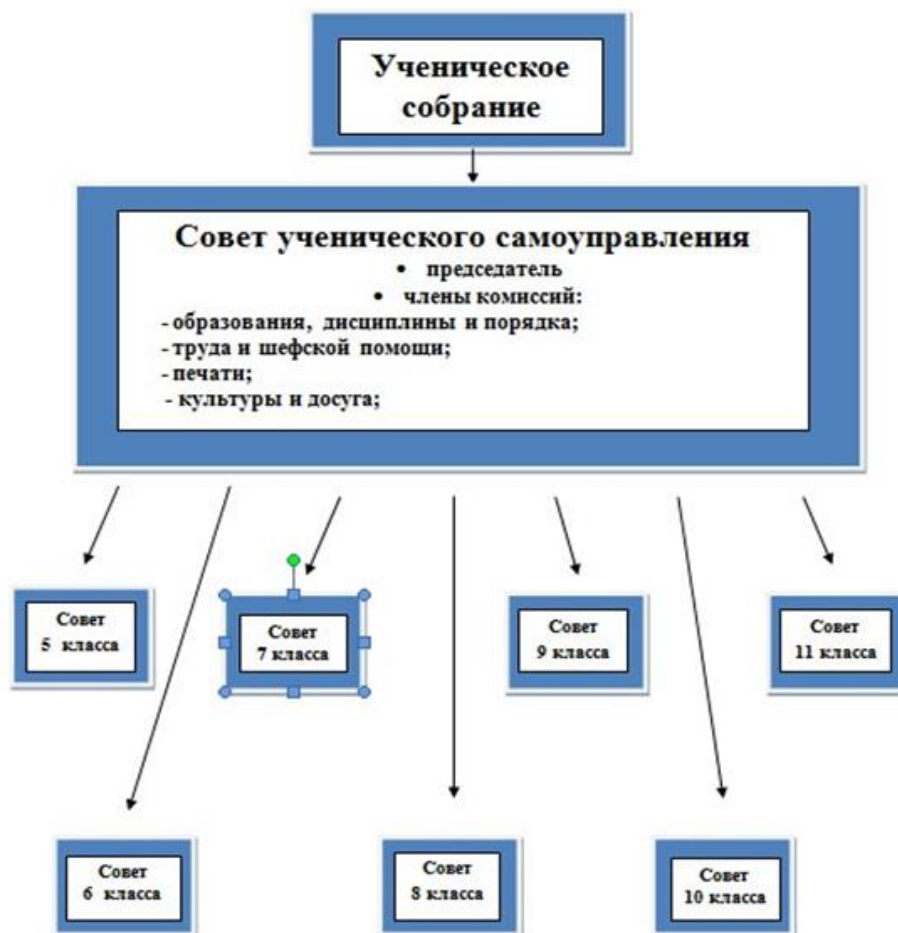 Ученическое
собрание
Совет ученического самоуправления
• председатель
• члены комиссий:
- образования, дисциплины и порядка;
- труда и шефской помощи;
- печати;
- культуры и досуга;
Совет
5 класса
Совет
7 класса
Совет
9 класса
Совет
11 класса
Совет
6 класса
Совет
8 класса
Совет
10 класса